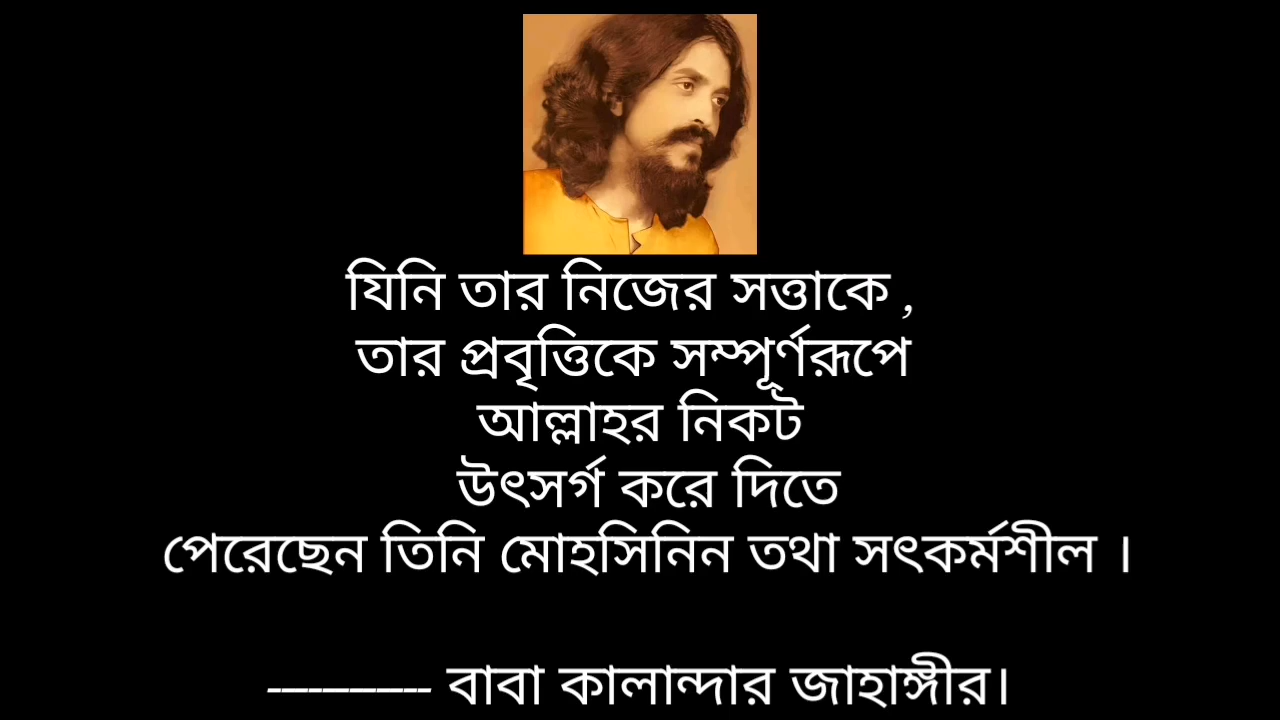 যিনি তার নিজের সত্তাকে ,
তার প্রবৃত্তিকে সম্পূর্ণরূপে
আল্লাহর নিকট
উৎসর্গ করে দিতে
পেরেছেন তিনি মোহসিনিন তথা সৎকর্মশীল ।
----------- বাবা কালান্দার জাহাঙ্গীর।